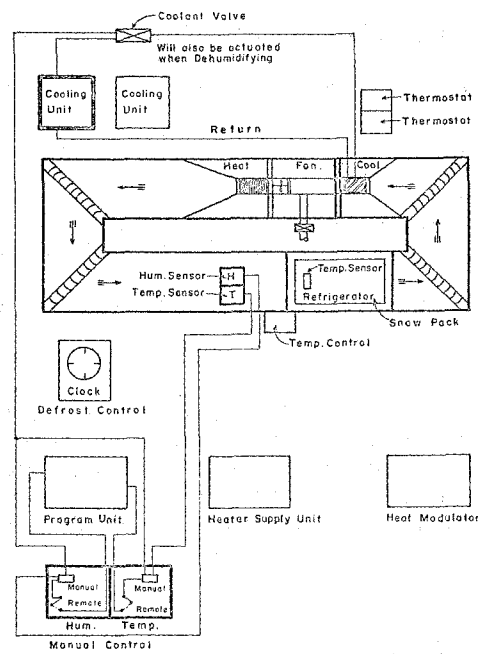 Coolant Valve
Will also be actuated
when Dehumidifying
Cooling
Unit
Cooling
Unit
Thermostat
Thermostat
Return
Heat
Fan.
Cool
Hum. Sensor
H
Temp. Sensor
T
Temp. Sensor
Refrigerator
Snow Pack
Temp. Control
Clock
Defrost Control
Program Unit
Heater Supply Unit
Heat Modulator
Manual
Remote
Manual
Remote
Hum.
Temp.
Manual Control